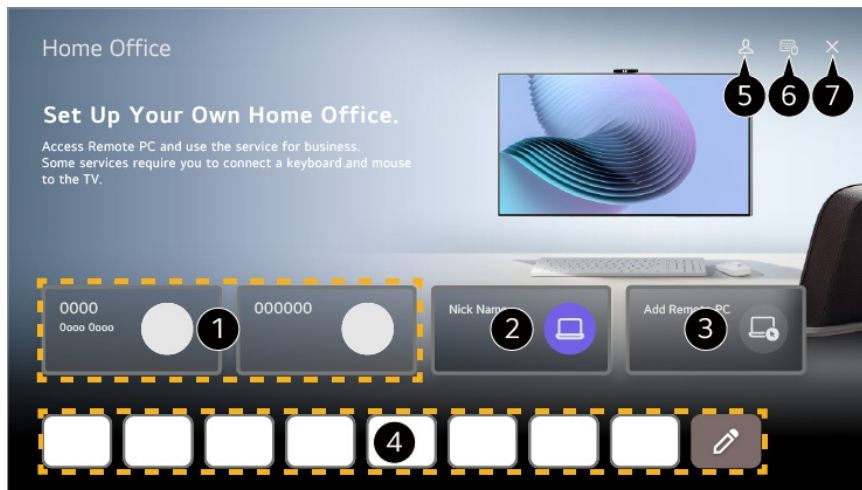 Home Office
5 6 7
Set Up Your Own Home Office.
Access Remote PC and use the service for business.
Some services require you to connect a keyboard and mouse
to the TV.
0000
0ooo 0ooo
1
000000
Nick Name
2
Add Remote PC
3
4